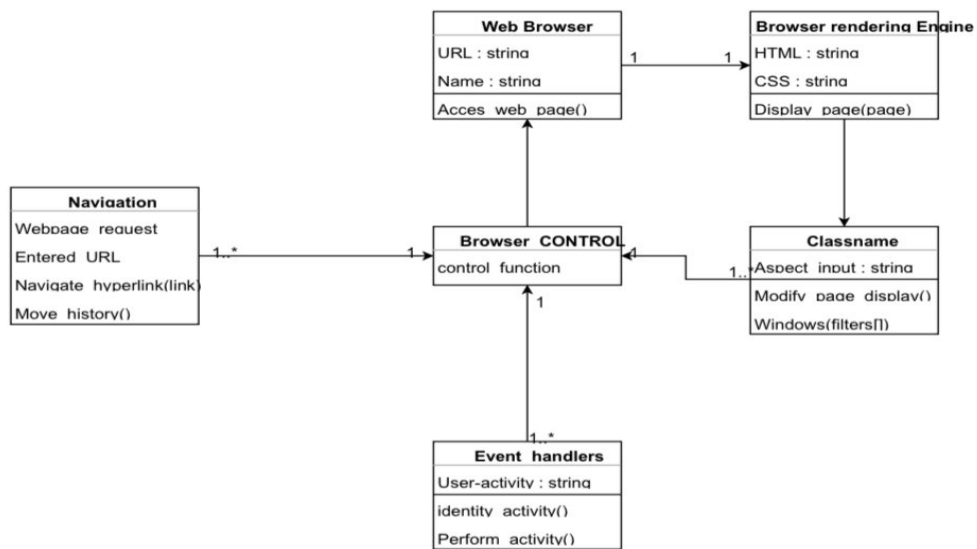 Web Browser
URL : string
Name : string
Acces web page()
1
1
Browser rendering Engine
HTML : string
CSS : string
Display page(page)
Navigation
Webpage request
Entered URL
Navigate hyperlink(link)
Move history()
1..*
1
Browser CONTROL
control function
1
1..*
Classname
Aspect input : string
Modify page display()
Windows(filters[])
1
1..*
Event handlers
User-activity : string
identity activity()
Perform activity()